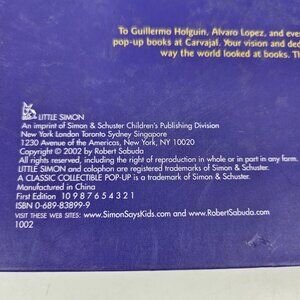 To Guillermo Holguin, Alvaro Lopez, and eve
pop-up books at Carvajal. Your vision and ded
way the world looked at books. Th
LITTLE SIMON
An imprint of Simon & Schuster Children's Publishing Division
New York London Toronto Sydney Singapore
1230 Avenue of the Americas, New York, NY 10020
Copyright © 2002 by Robert Sabuda
All rights reserved, including the right of reproduction in whole or in part in any form.
LITTLE SIMON and colophon are registered trademarks of Simon & Schuster.
A CLASSIC COLLECTIBLE POP-UP is a trademark of Simon & Schuster.
Manufactured in China
First Edition 10 9 8 7 6 5 4 3 2 1
ISBN 0-689-83899-9
VISIT THESE WEB SITES: www.SimonSaysKids.com and www.RobertSabuda.com
1002